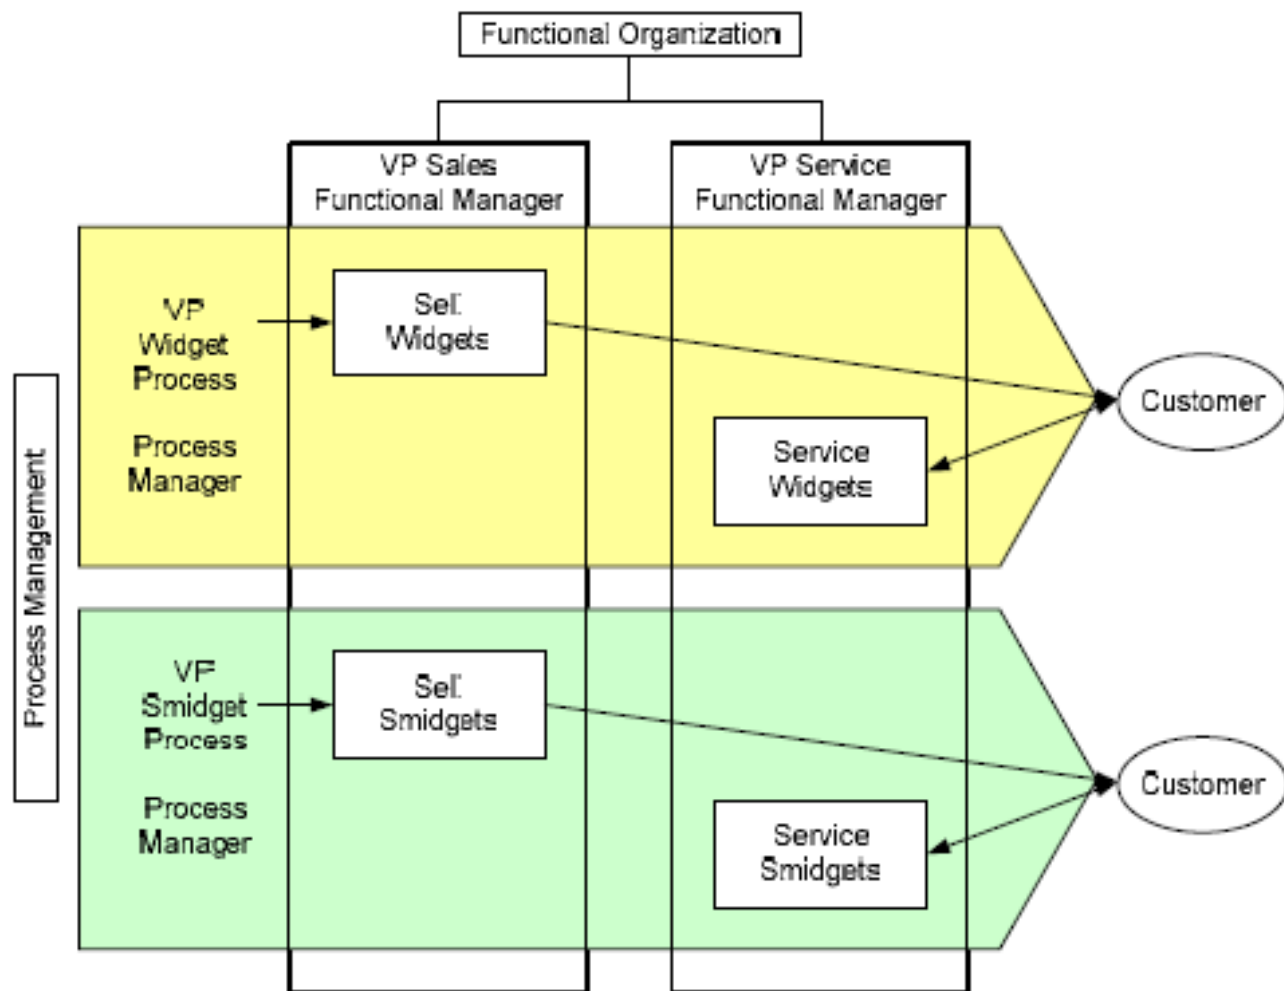 Functional Organization
VP Sales
Functional Manager
VP Service
Functional Manager
Process Management
VP
Widget
Process
Process
Manager
Sell
Widgets
Service
Widgets
Customer
VP
Smidget
Process
Process
Manager
Sell
Smidgets
Service
Smidgets
Customer